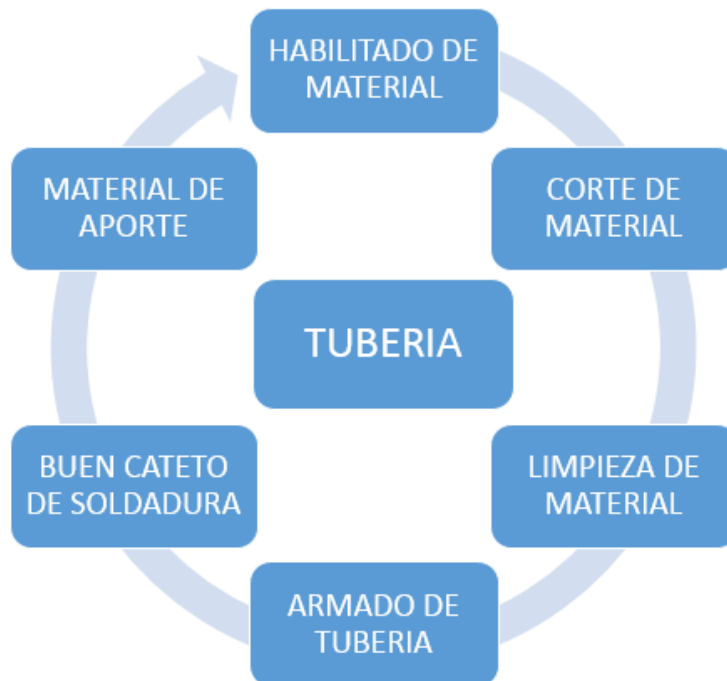 HABILITADO DE
MATERIAL
CORTE DE
MATERIAL
LIMPIEZA DE
MATERIAL
ARMADO DE
TUBERIA
BUEN CATETO
DE SOLDADURA
MATERIAL DE
APORTE
TUBERIA